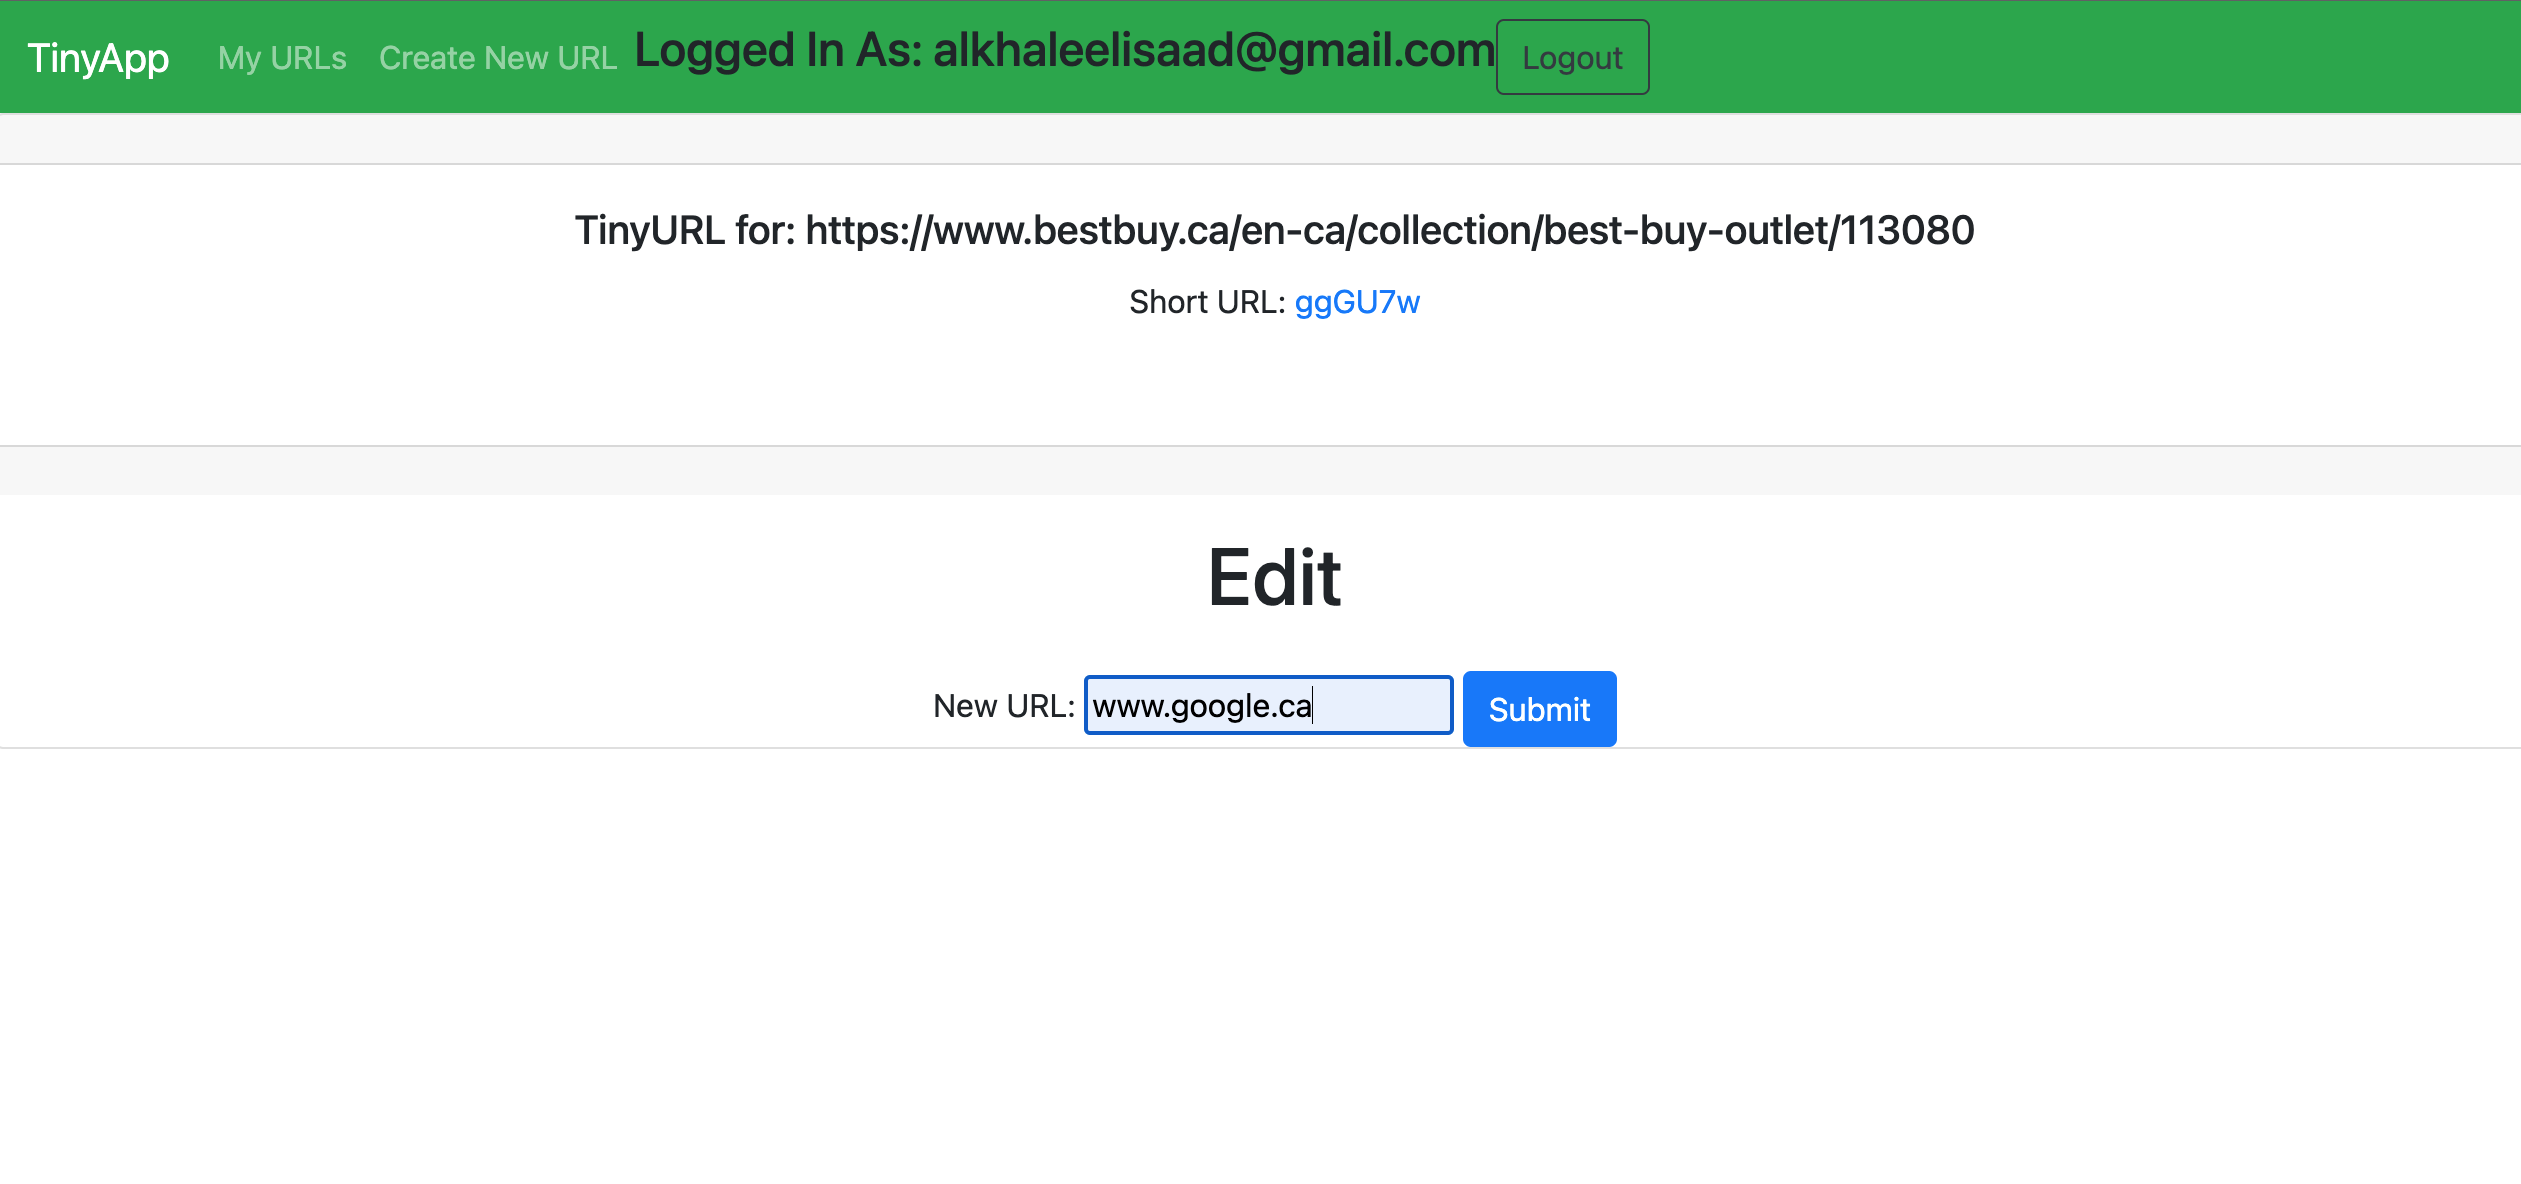 TinyApp My URLs Create New URL Logged In As: alkhaleelisaad@gmail.com Logout
TinyURL for: https://www.bestbuy.ca/en-ca/collection/best-buy-outlet/113080
Short URL: ggGU7w
Edit
New URL: www.google.ca Submit